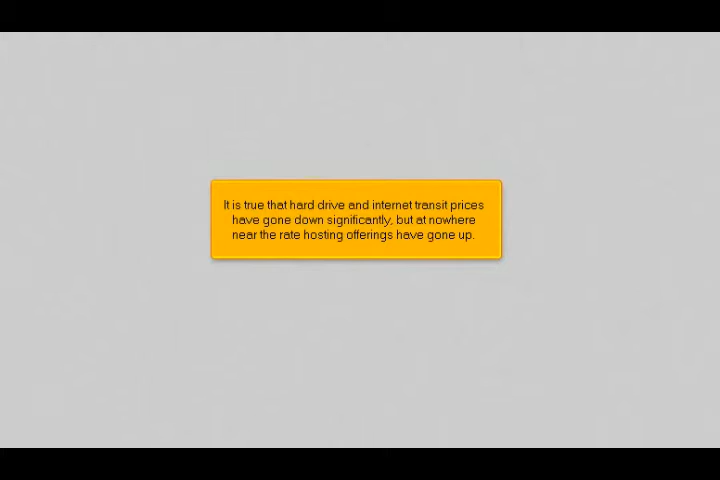 It is true that hard drive and internet transit prices
have gone down significantly, but at nowhere
near the rate hosting offerings have gone up.